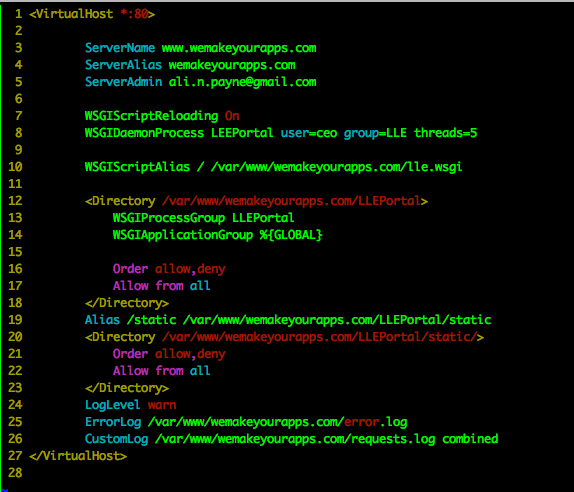 1 <VirtualHost *:80>
2
3 ServerName www.wemakeyourapps.com
4 ServerAlias wemakeyourapps.com
5 ServerAdmin ali.n.payne@gmail.com
6
7 WSGIScriptReloading On
8 WSGIDaemonProcess LEEPortal user=ceo group=LLE threads=5
9
10 WSGIScriptAlias / /var/www/wemakeyourapps.com/lle.wsgi
11
12 <Directory /var/www/wemakeyourapps.com/LLEPortal>
13 WSGIProcessGroup LLEPortal
14 WSGIApplicationGroup %{GLOBAL}
15
16 Order allow,deny
17 Allow from all
18 </Directory>
19 Alias /static /var/www/wemakeyourapps.com/LLEPortal/static
20 <Directory /var/www/wemakeyourapps.com/LLEPortal/static/>
21 Order allow,deny
22 Allow from all
23 </Directory>
24 LogLevel warn
25 ErrorLog /var/www/wemakeyourapps.com/error.log
26 CustomLog /var/www/wemakeyourapps.com/requests.log combined
27 </VirtualHost>
28
~